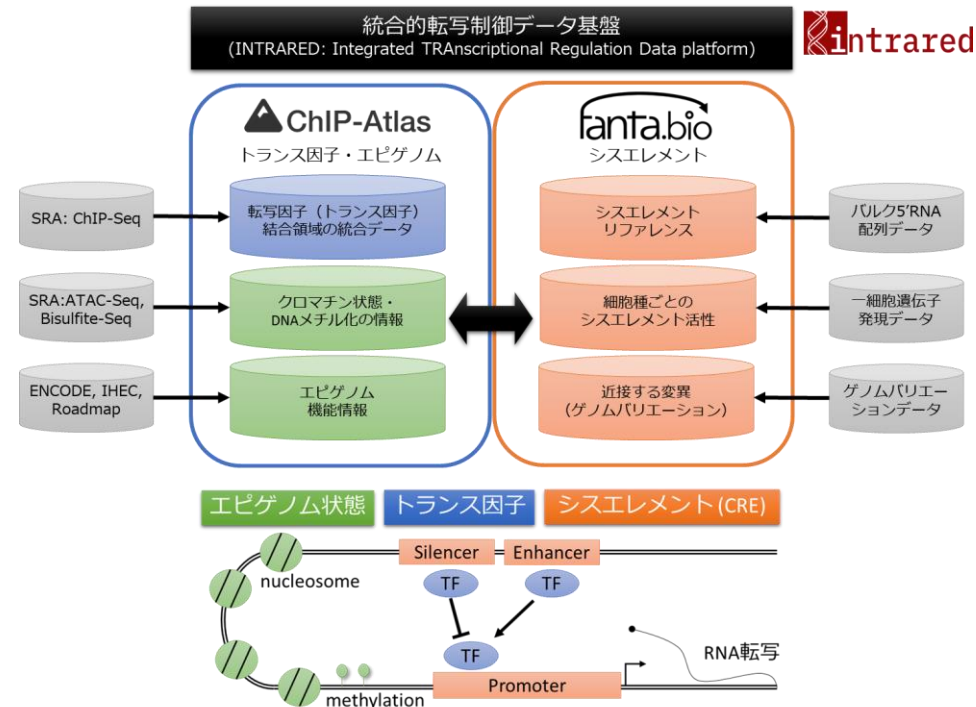 統合的転写制御データ基盤
(INTRARED: Integrated TRAnscriptional Regulation Data platform)
intrared
ChIP-Atlas
トランス因子・エピゲノム
fanta.bio
シスエレメント
SRA: ChIP-Seq
転写因子（トランス因子）
結合領域の統合データ
シスエレメント
リファレンス
バルク5’RNA
配列データ
SRA:ATAC-Seq,
Bisulfite-Seq
クロマチン状態・
DNAメチル化の情報
細胞種ごとの
シスエレメント活性
一細胞遺伝子
発現データ
ENCODE, IHEC,
Roadmap
エピゲノム
機能情報
近接する変異
（ゲノムバリエーション）
ゲノムバリエー
ションデータ
エピゲノム状態
トランス因子
シスエレメント(CRE)
Silencer
Enhancer
nucleosome
TF
TF
TF
RNA転写
Promoter
methylation